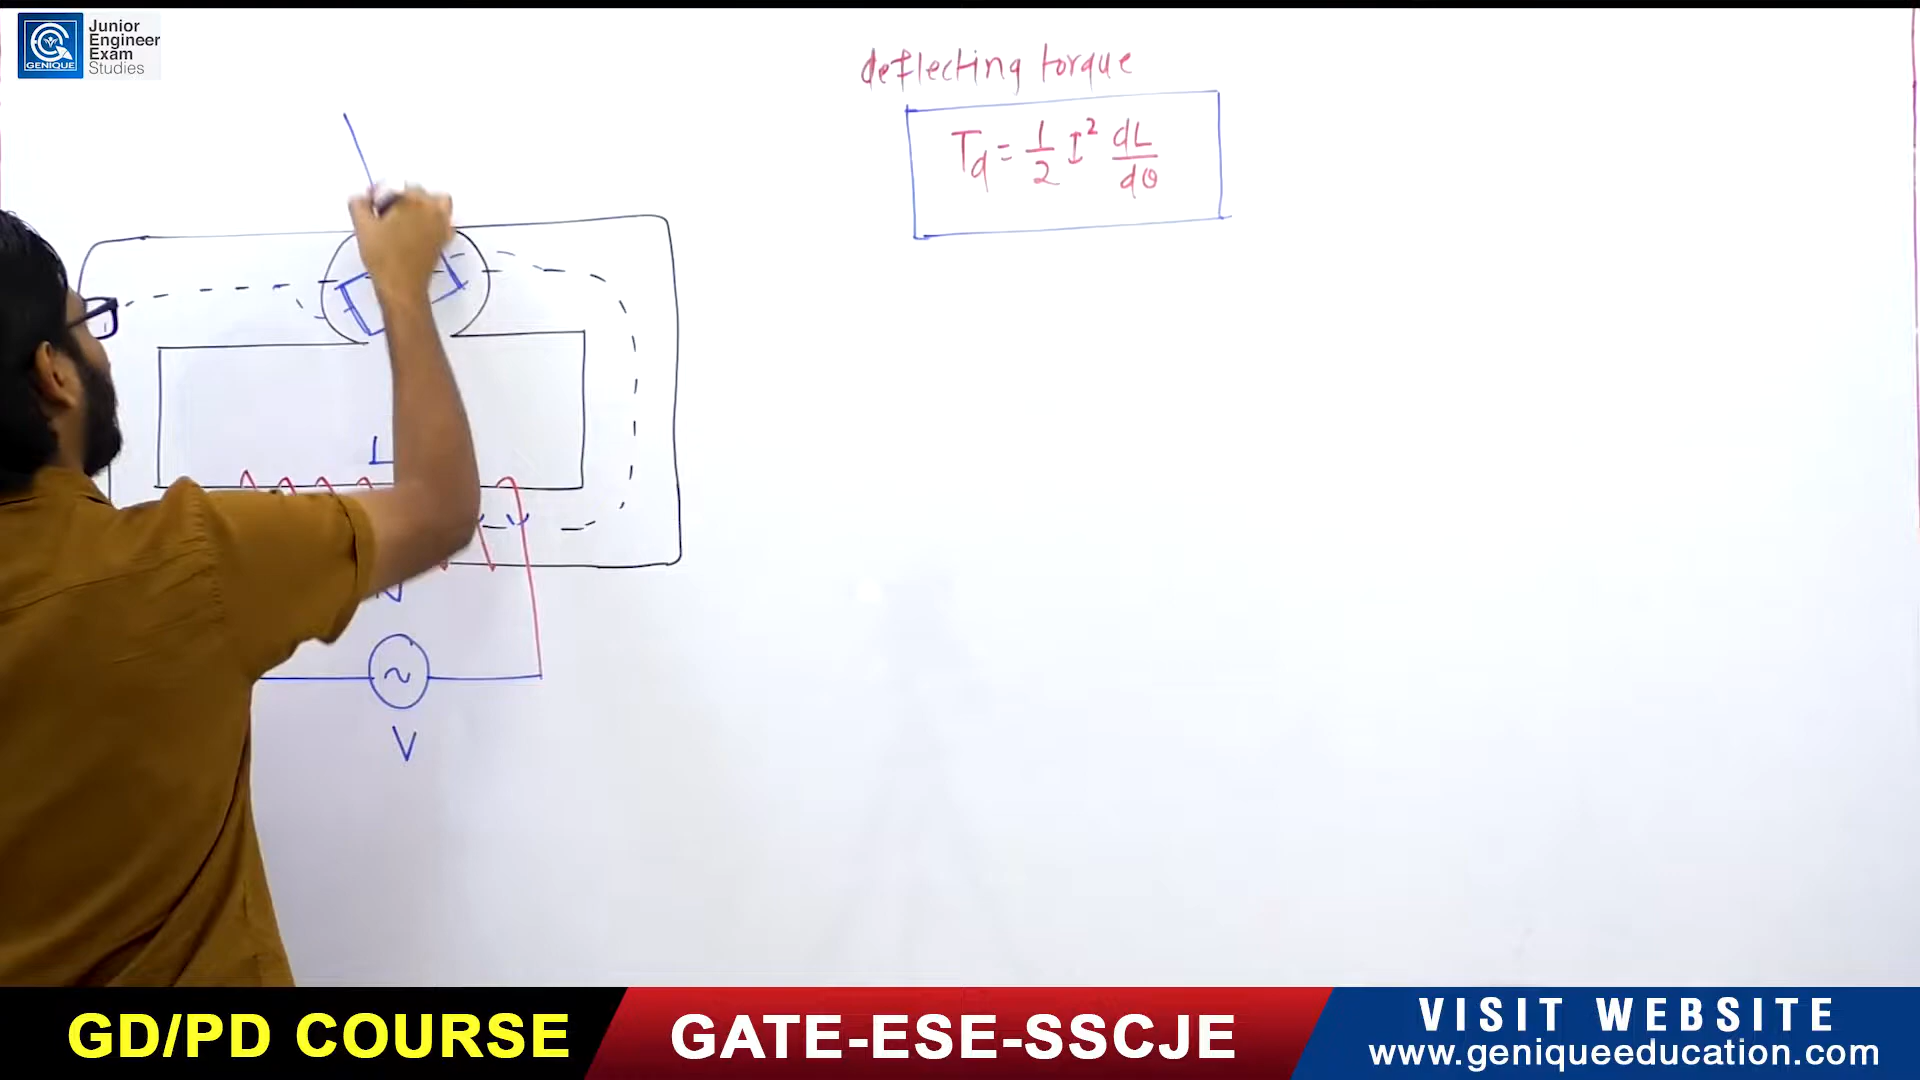 Junior
Engineer
Exam
Studies
GENIQUE
deflecting torque
Td = 1/2 I² dL/dθ
L
N
~
V
GD/PD COURSE
GATE-ESE-SSCJE
VISIT WEBSITE
www.geniqueeducation.com